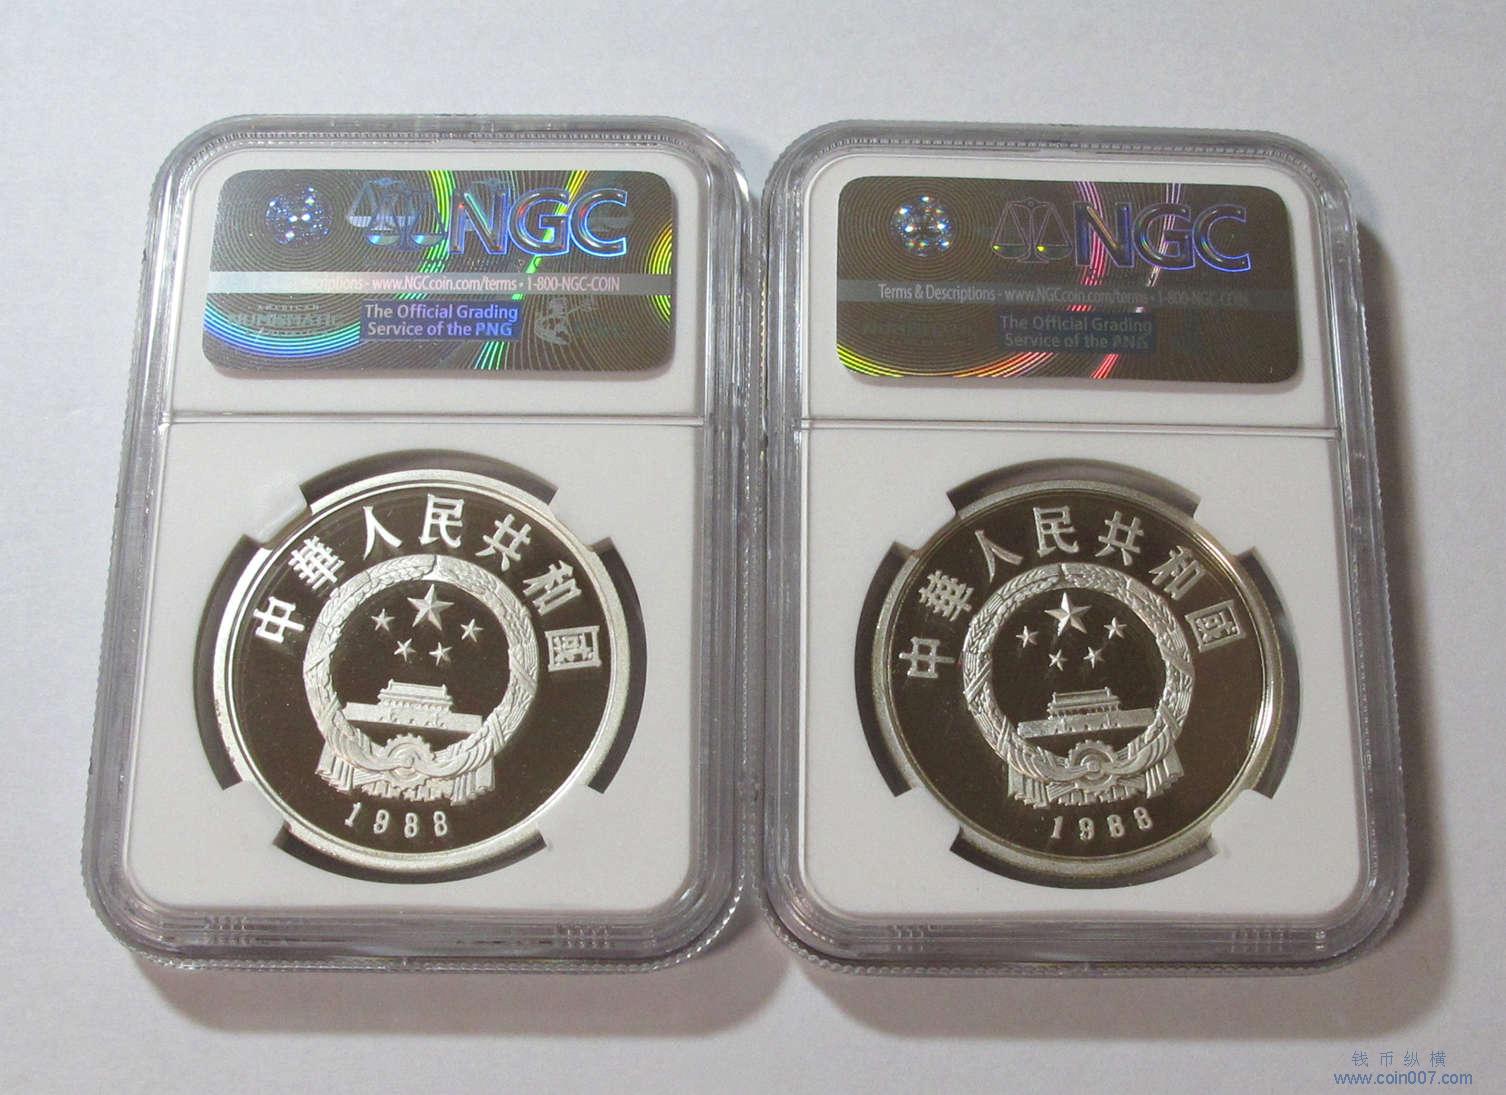 NGC
Descriptions - www.NGCcoin.com/terms • 1-800-NGC-COIN
NUMISMATIC
The Official Grading
Service of the PNG
中華人民共和國
1988
NGC
Terms & Descriptions - www.NGCcoin.com/terms • 1-800-NGC-COIN
The Official Grading
Service of the PNG
中華人民共和國
1988
钱币纵横
www.coin007.com